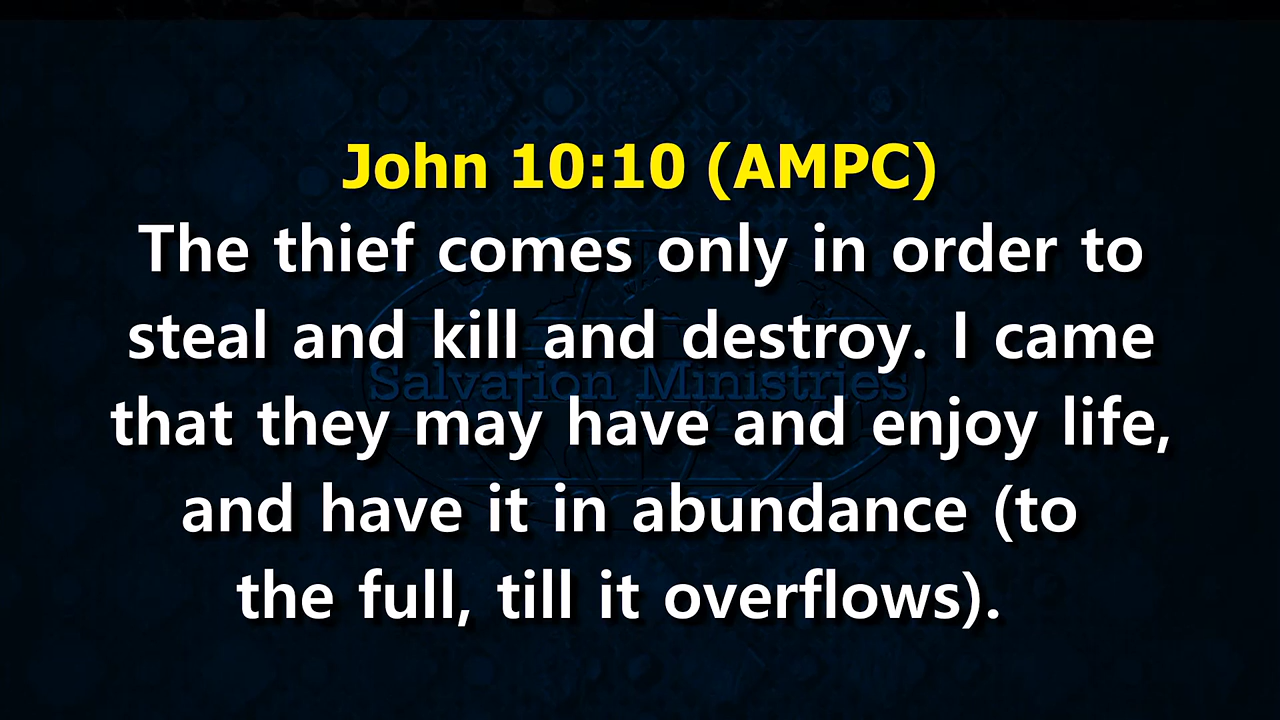 John 10:10 (AMPC)
The thief comes only in order to
steal and kill and destroy. I came
Salvation Ministries
that they may have and enjoy life,
and have it in abundance (to
the full, till it overflows).